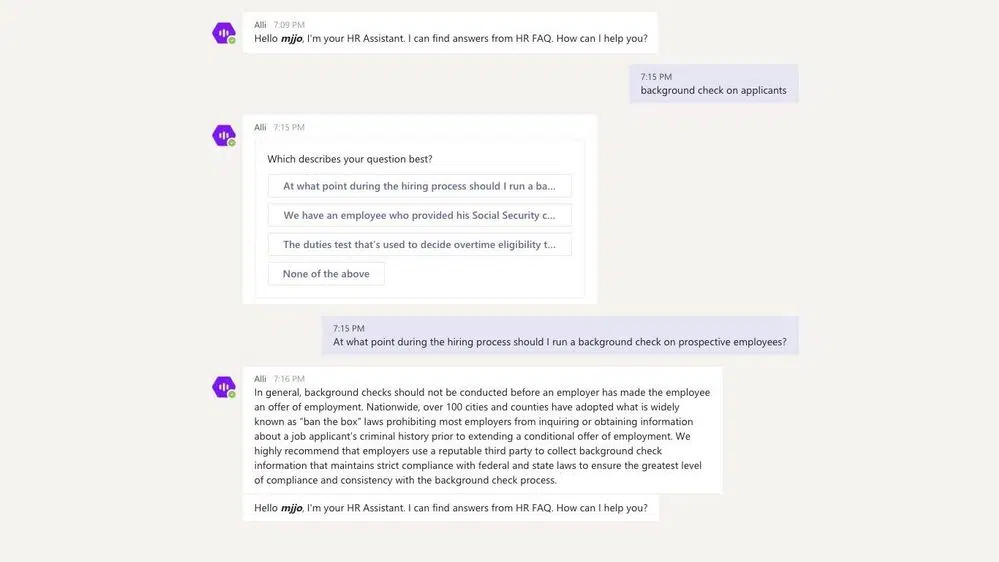 Alli 7:09 PM
Hello mjjo, I'm your HR Assistant. I can find answers from HR FAQ. How can I help you?
7:15 PM
background check on applicants
Alli 7:15 PM
Which describes your question best?
At what point during the hiring process should I run a ba...
We have an employee who provided his Social Security c...
The duties test that's used to decide overtime eligibility t...
None of the above
7:15 PM
At what point during the hiring process should I run a background check on prospective employees?
Alli 7:16 PM
In general, background checks should not be conducted before an employer has made the employee
an offer of employment. Nationwide, over 100 cities and counties have adopted what is widely
known as “ban the box” laws prohibiting most employers from inquiring or obtaining information
about a job applicant's criminal history prior to extending a conditional offer of employment. We
highly recommend that employers use a reputable third party to collect background check
information that maintains strict compliance with federal and state laws to ensure the greatest level
of compliance and consistency with the background check process.
Hello mjjo, I'm your HR Assistant. I can find answers from HR FAQ. How can I help you?